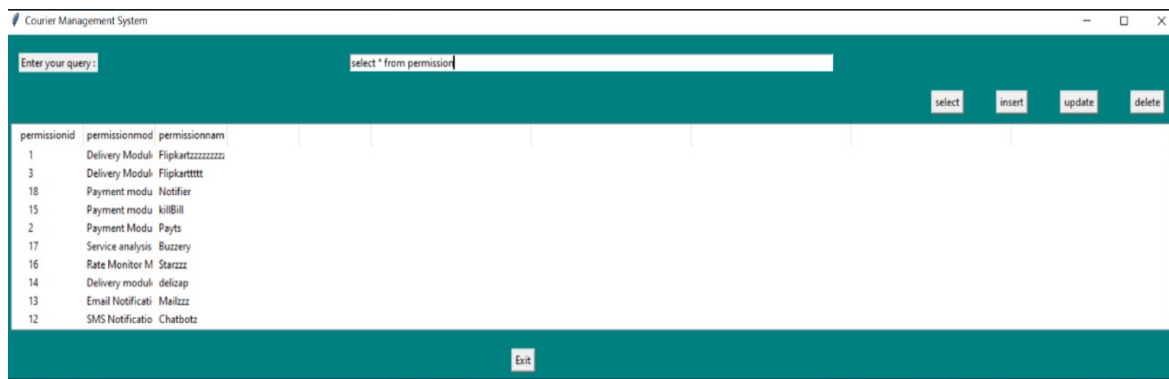 Courier Management System
Enter your query : select * from permission
select insert update delete
permissionid permissionmod permissionnam
1 Delivery Modul Flipkartzzzzzzzz
3 Delivery Modul Flipkarttttt
18 Payment modu Notifier
15 Payment modu killBill
2 Payment Modu Payts
17 Service analysis Buzzery
16 Rate Monitor M Starzzz
14 Delivery modul delizap
13 Email Notificati Mailzzz
12 SMS Notificatio Chatbotz
Exit